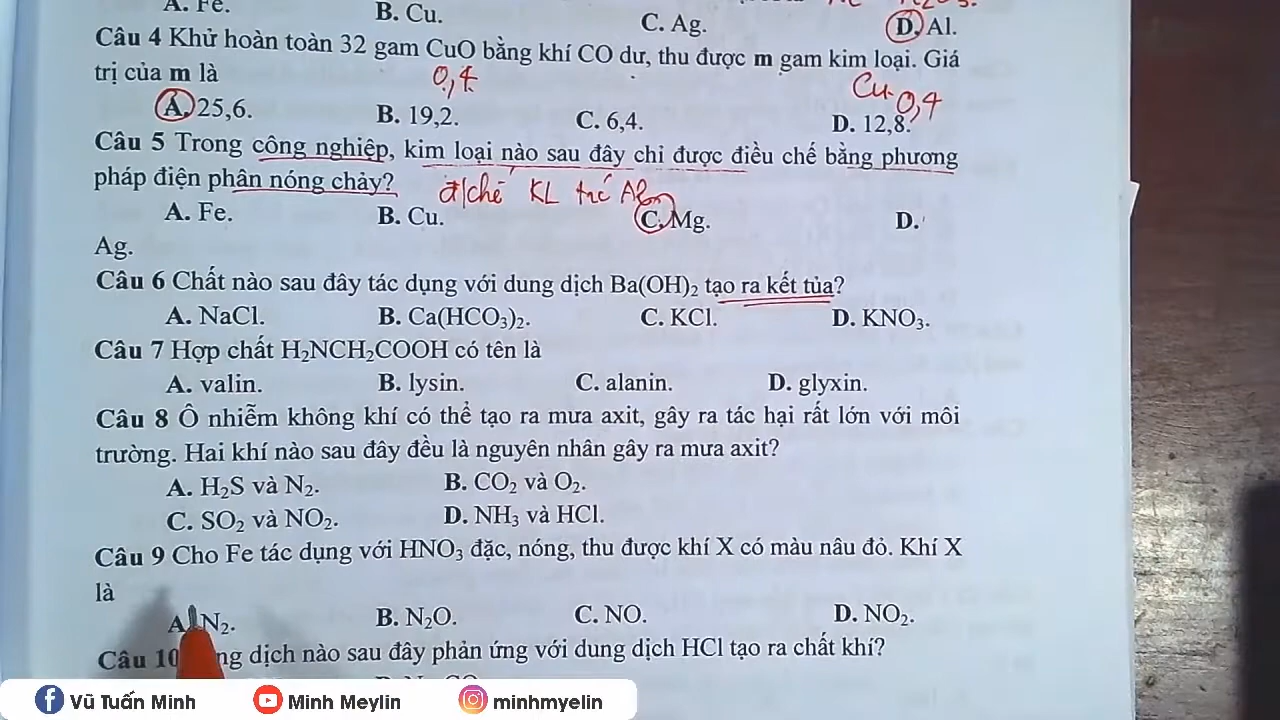 A. Fe. B. Cu. C. Ag. D. Al.
Câu 4 Khử hoàn toàn 32 gam CuO bằng khí CO dư, thu được m gam kim loại. Giá
trị của m là
0,4 Cu 0,4
A. 25,6. B. 19,2. C. 6,4. D. 12,8.
Câu 5 Trong công nghiệp, kim loại nào sau đây chỉ được điều chế bằng phương
pháp điện phân nóng chảy? đ/chế KL từ Al
A. Fe. B. Cu. C. Mg. D.
Ag.
Câu 6 Chất nào sau đây tác dụng với dung dịch Ba(OH)₂ tạo ra kết tủa?
A. NaCl. B. Ca(HCO₃)₂. C. KCl. D. KNO₃.
Câu 7 Hợp chất H₂NCH₂COOH có tên là
A. valin. B. lysin. C. alanin. D. glyxin.
Câu 8 Ô nhiễm không khí có thể tạo ra mưa axit, gây ra tác hại rất lớn với môi
trường. Hai khí nào sau đây đều là nguyên nhân gây ra mưa axit?
A. H₂S và N₂. B. CO₂ và O₂.
C. SO₂ và NO₂. D. NH₃ và HCl.
Câu 9 Cho Fe tác dụng với HNO₃ đặc, nóng, thu được khí X có màu nâu đỏ. Khí X
là
A. N₂. B. N₂O. C. NO. D. NO₂.
Câu 10 dịch nào sau đây phản ứng với dung dịch HCl tạo ra chất khí?
Vũ Tuấn Minh Minh Meylin minhmyelin